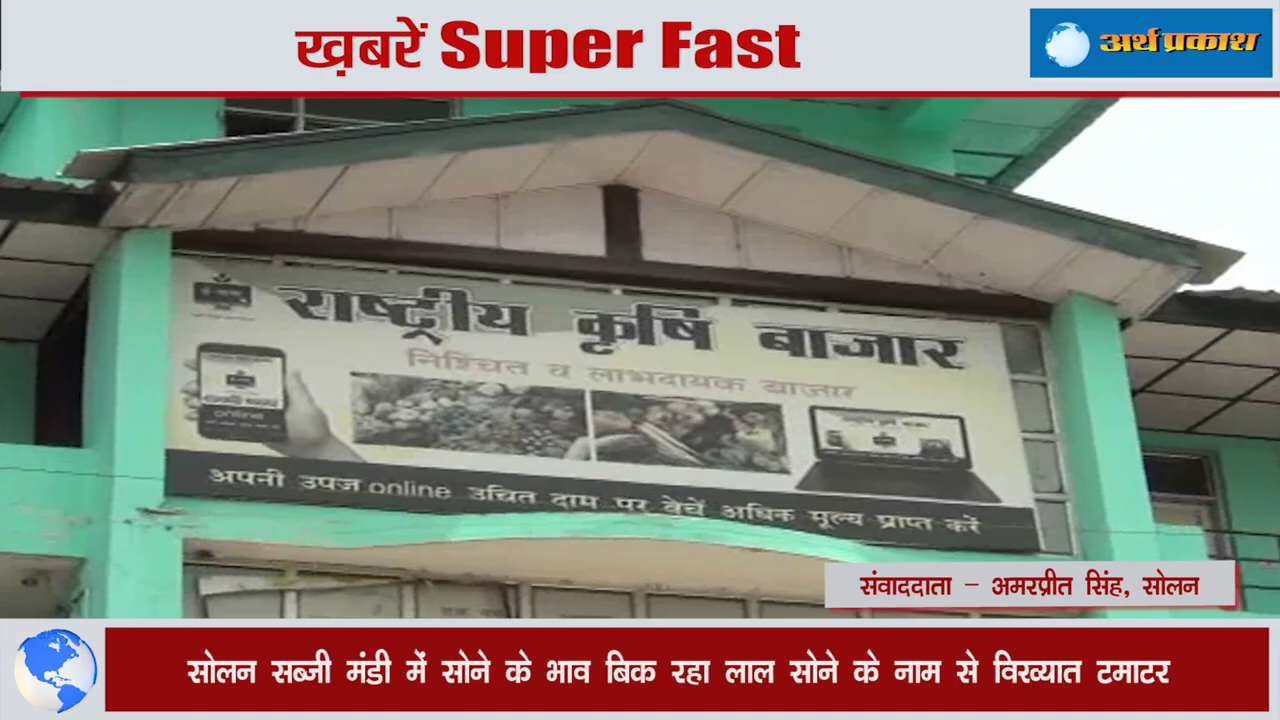 ख़बरें Super Fast
अर्थ प्रकाश
राष्ट्रीय कृषि बाजार
निश्चित व लाभदायक बाजार
online
अपनी उपज online उचित दाम पर बेचें अधिक मूल्य प्राप्त करें
संवाददाता - अमरप्रीत सिंह, सोलन
सोलन सब्जी मंडी में सोने के भाव बिक रहा लाल सोने के नाम से विख्यात टमाटर